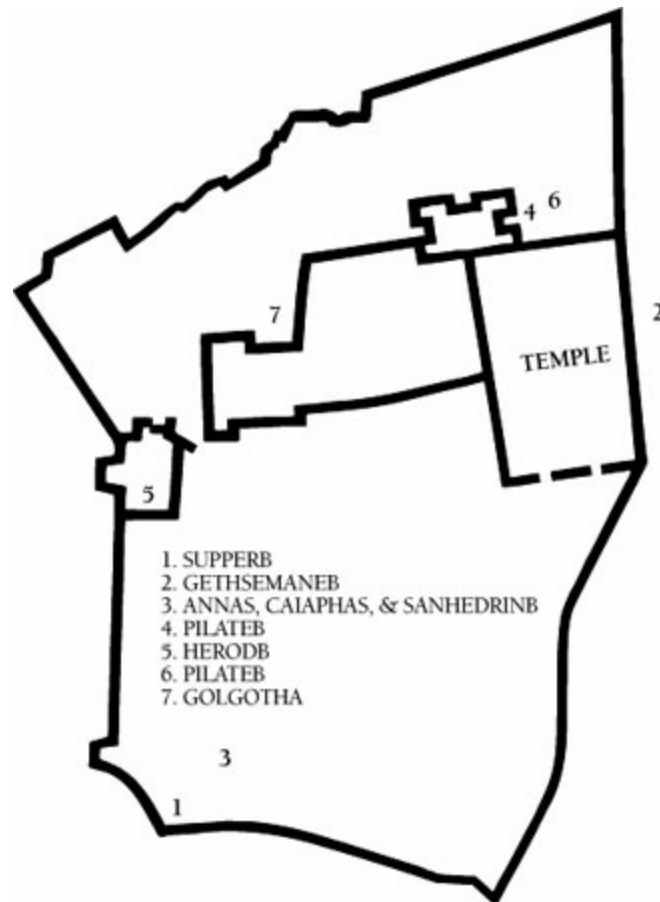 4 6
7
2
TEMPLE
5
1. SUPPERB
2. GETHSEMANEB
3. ANNAS, CAIAPHAS, & SANHEDRINB
4. PILATEB
5. HERODB
6. PILATEB
7. GOLGOTHA
3
1